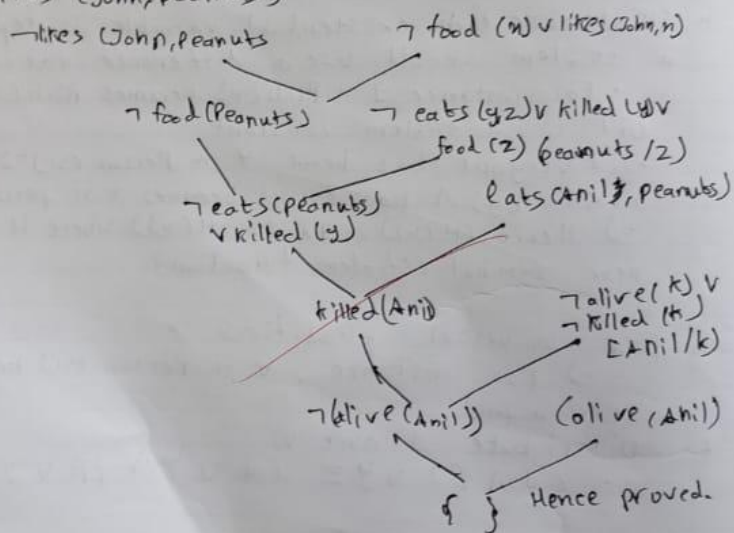 ¬likes (John, Peanuts
¬ food (x) v likes (John, x)
¬ food (Peanuts)
¬ eats (y z) v killed (y) v
food (z) (peanuts /z)
¬eats (peanuts)
v killed (y)
eats (Anil, peanuts)
killed (Anil)
¬ alive (k) v
¬ killed (k)
[Anil/k)
¬(alive (Anil))
(alive (Anil)
{ } Hence proved.